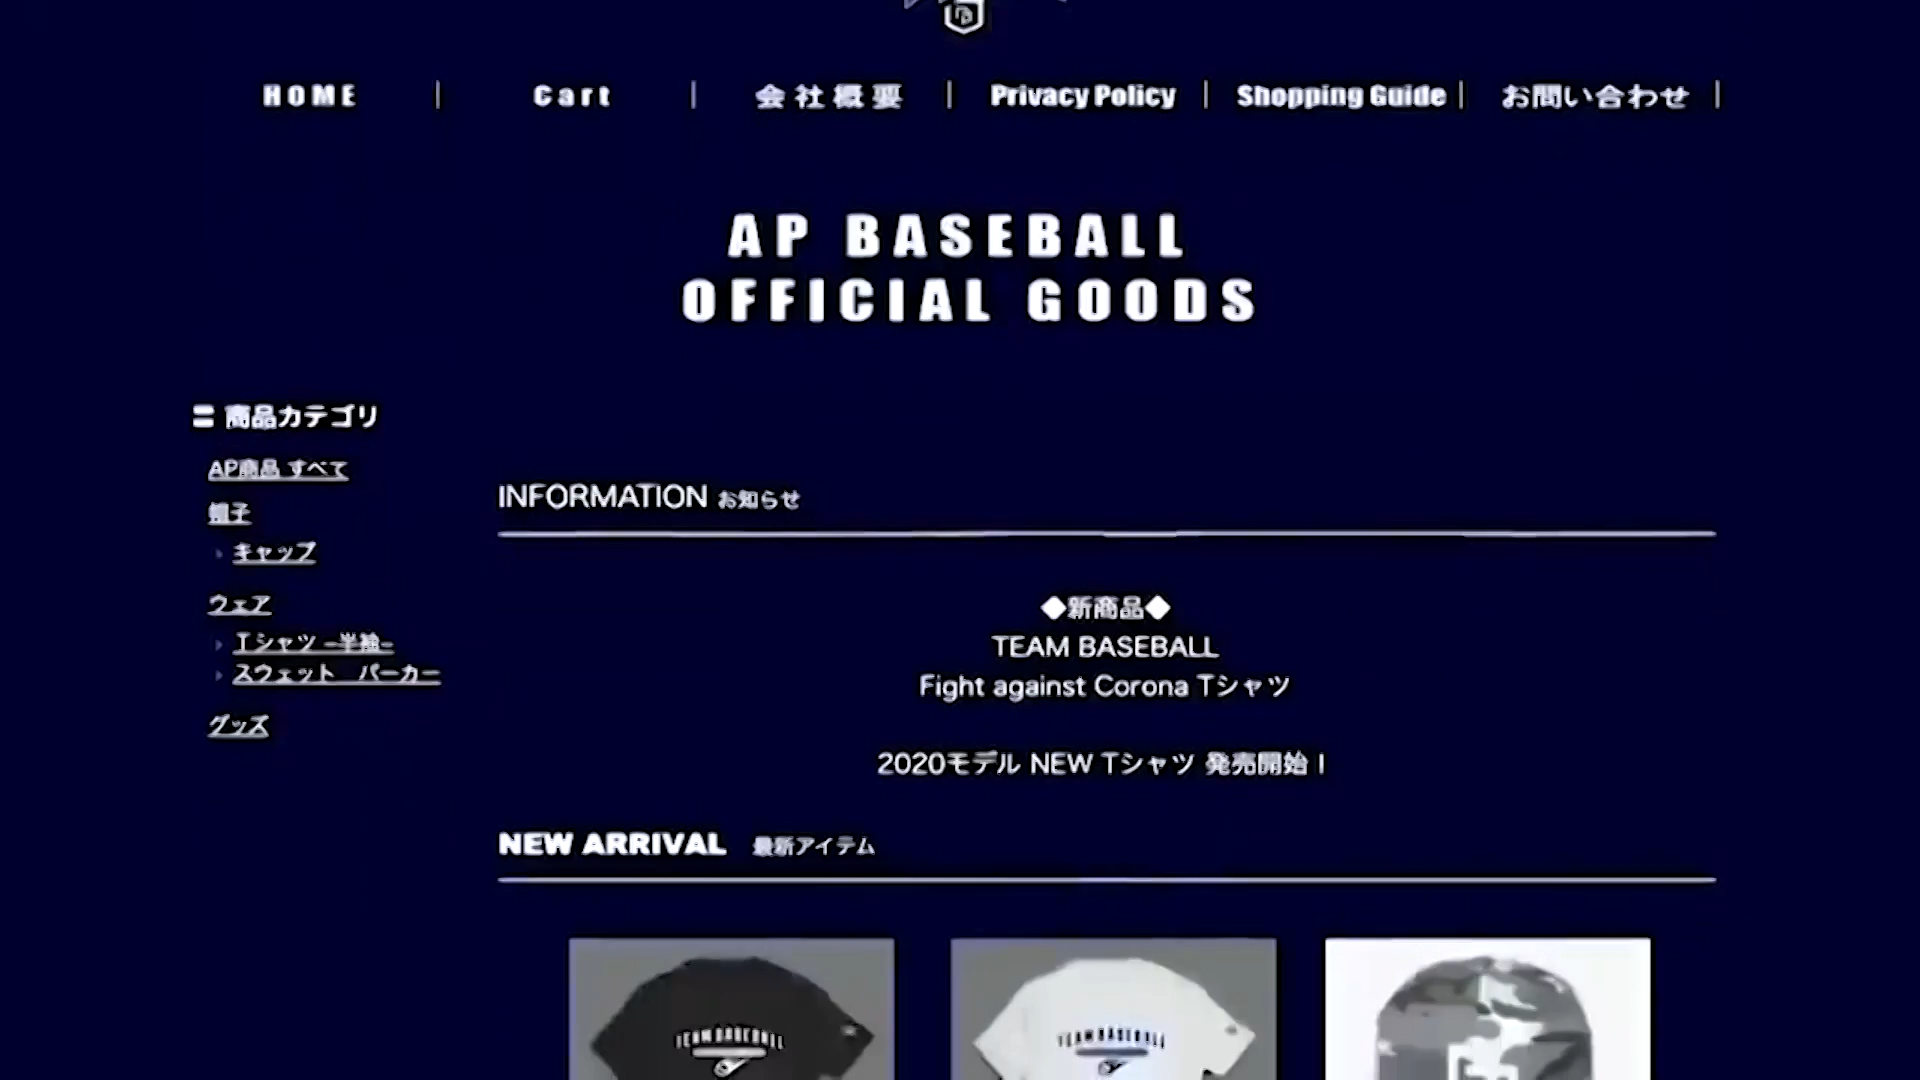 HOME | Cart | 会社概要 | Privacy Policy | Shopping Guide | お問い合わせ |
AP BASEBALL
OFFICIAL GOODS
商品カテゴリ
AP商品 すべて
帽子
キャップ
ウェア
Tシャツ -半袖-
スウェット　パーカー
グッズ
INFORMATION お知らせ
◆新商品◆
TEAM BASEBALL
Fight against Corona Tシャツ
2020モデル NEW Tシャツ 発売開始！
NEW ARRIVAL 最新アイテム
TEAM BASEBALL
TEAM BASEBALL